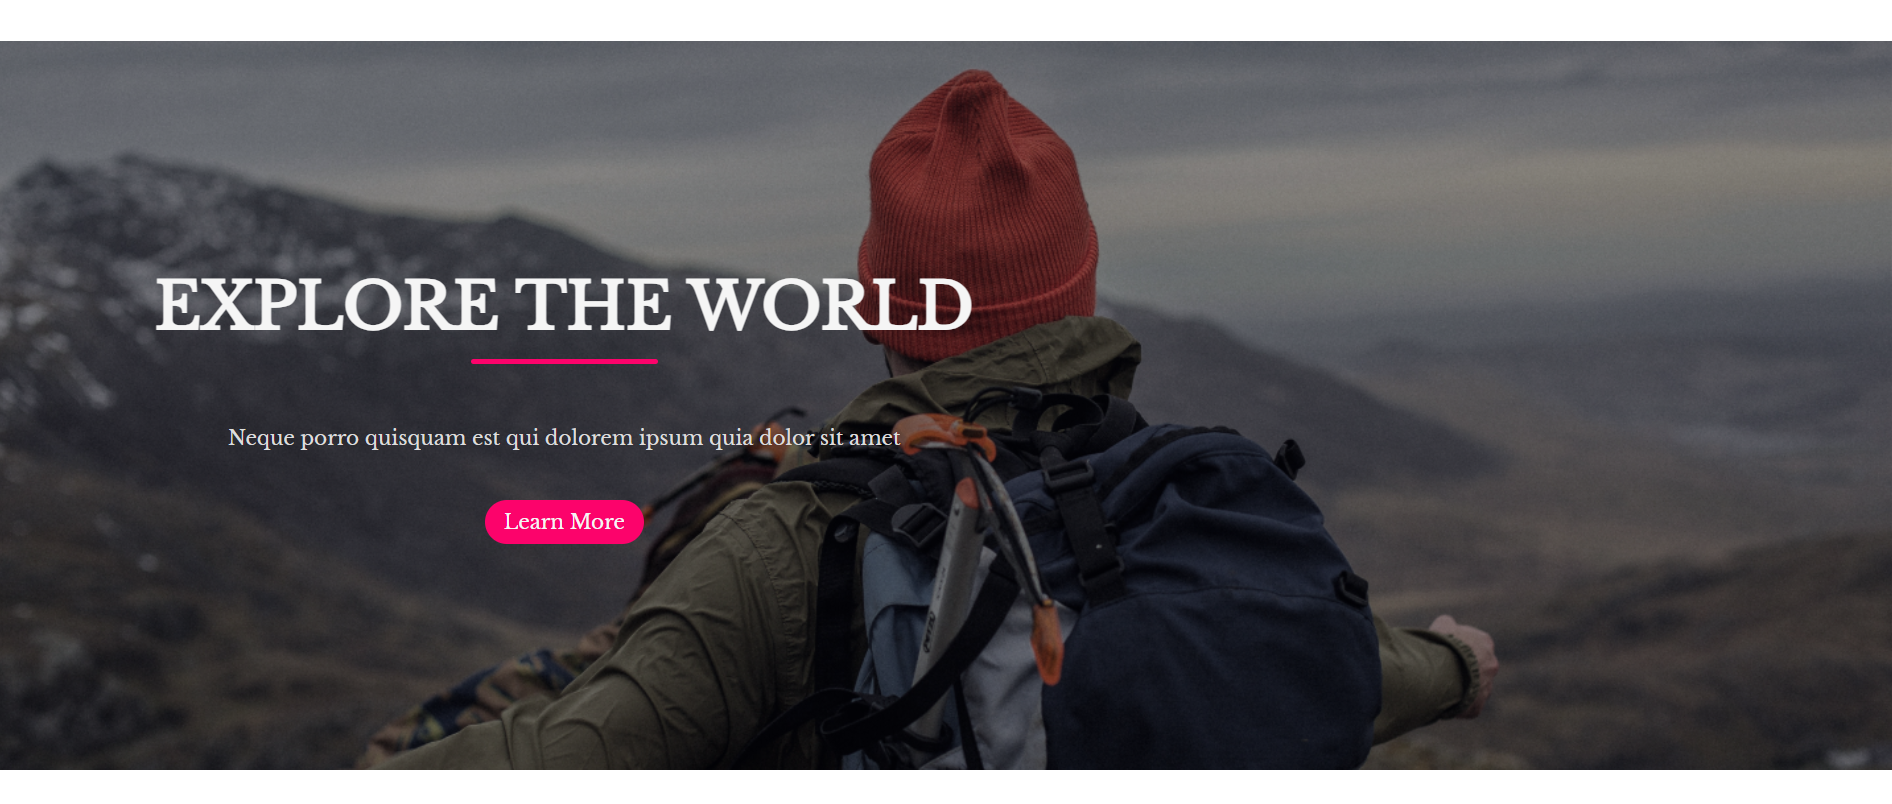 EXPLORE THE WORLD
Neque porro quisquam est qui dolorem ipsum quia dolor sit amet
Learn More